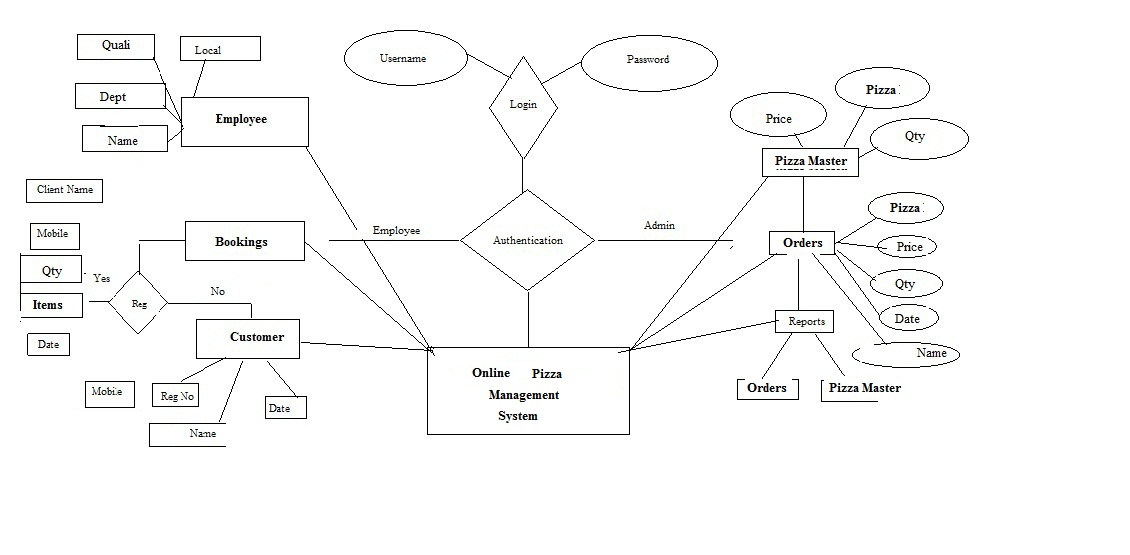 Quali
Local
Dept
Employee
Name
Client Name
Mobile
Bookings
Qty
Yes
Items
Reg
No
Date
Customer
Mobile
Reg No
Date
Name
Username
Password
Login
Employee
Authentication
Admin
Online Pizza
Management
System
Pizza
Price
Qty
Pizza Master
Pizza
Orders
Price
Qty
Date
Reports
Name
Orders
Pizza Master